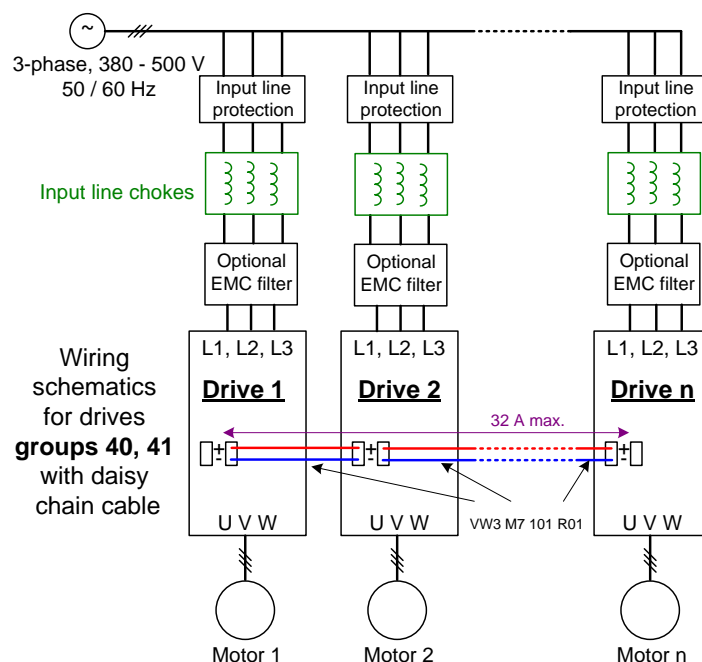 ~
3-phase, 380 - 500 V
50 / 60 Hz
Input line
protection
Input line
protection
Input line
protection
Input line chokes
Optional
EMC filter
Optional
EMC filter
Optional
EMC filter
Wiring
schematics
for drives
groups 40, 41
with daisy
chain cable
L1, L2, L3
Drive 1
L1, L2, L3
Drive 2
L1, L2, L3
Drive n
32 A max.
+
-
+
-
+
-
VW3 M7 101 R01
U V W
U V W
U V W
Motor 1
Motor 2
Motor n